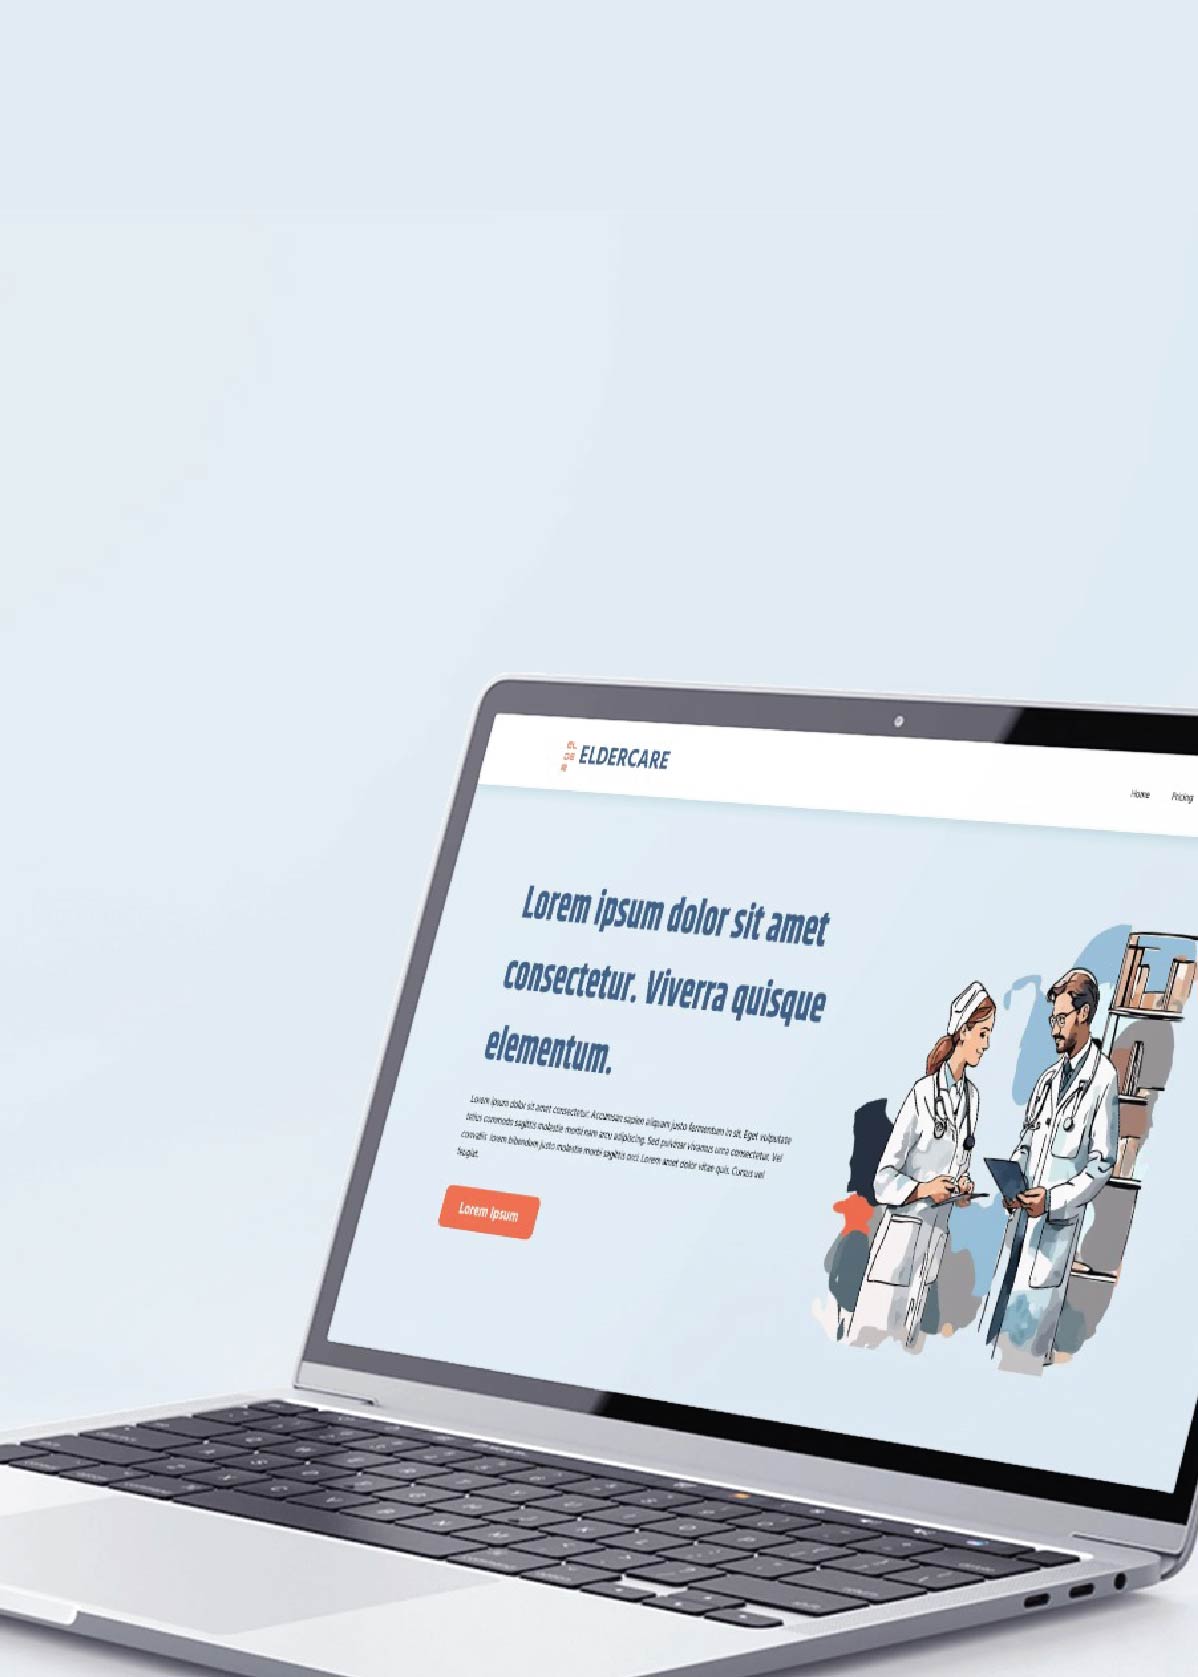 EL
DE
R
ELDERCARE
Home Pricing
Lorem ipsum dolor sit amet
consectetur. Viverra quisque
elementum.
Lorem ipsum dolor sit amet consectetur. Accumsan sapien aliquam justo fermentum in sit. Eget vulputate
tellus commodo sagittis molestie morbi nam arcu adipiscing. Sed pulvinar vivamus urna consectetur. Vel
convallis lorem bibendum justo molestie morbi sagittis orci. Lorem amet dolor vitae quis. Cursus vel
feugiat.
Lorem Ipsum